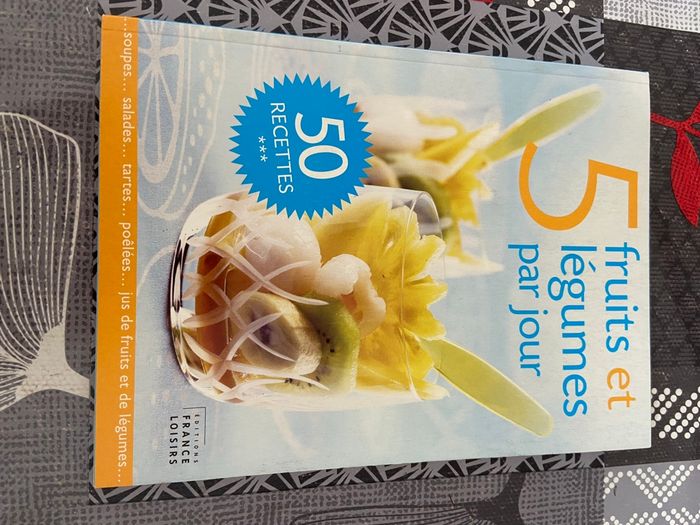 5 fruits et
légumes
par jour
50
RECETTES
***
ÉDITIONS
FRANCE
LOISIRS
...soupes... salades... tartes... poêlées... jus de fruits et de légumes...